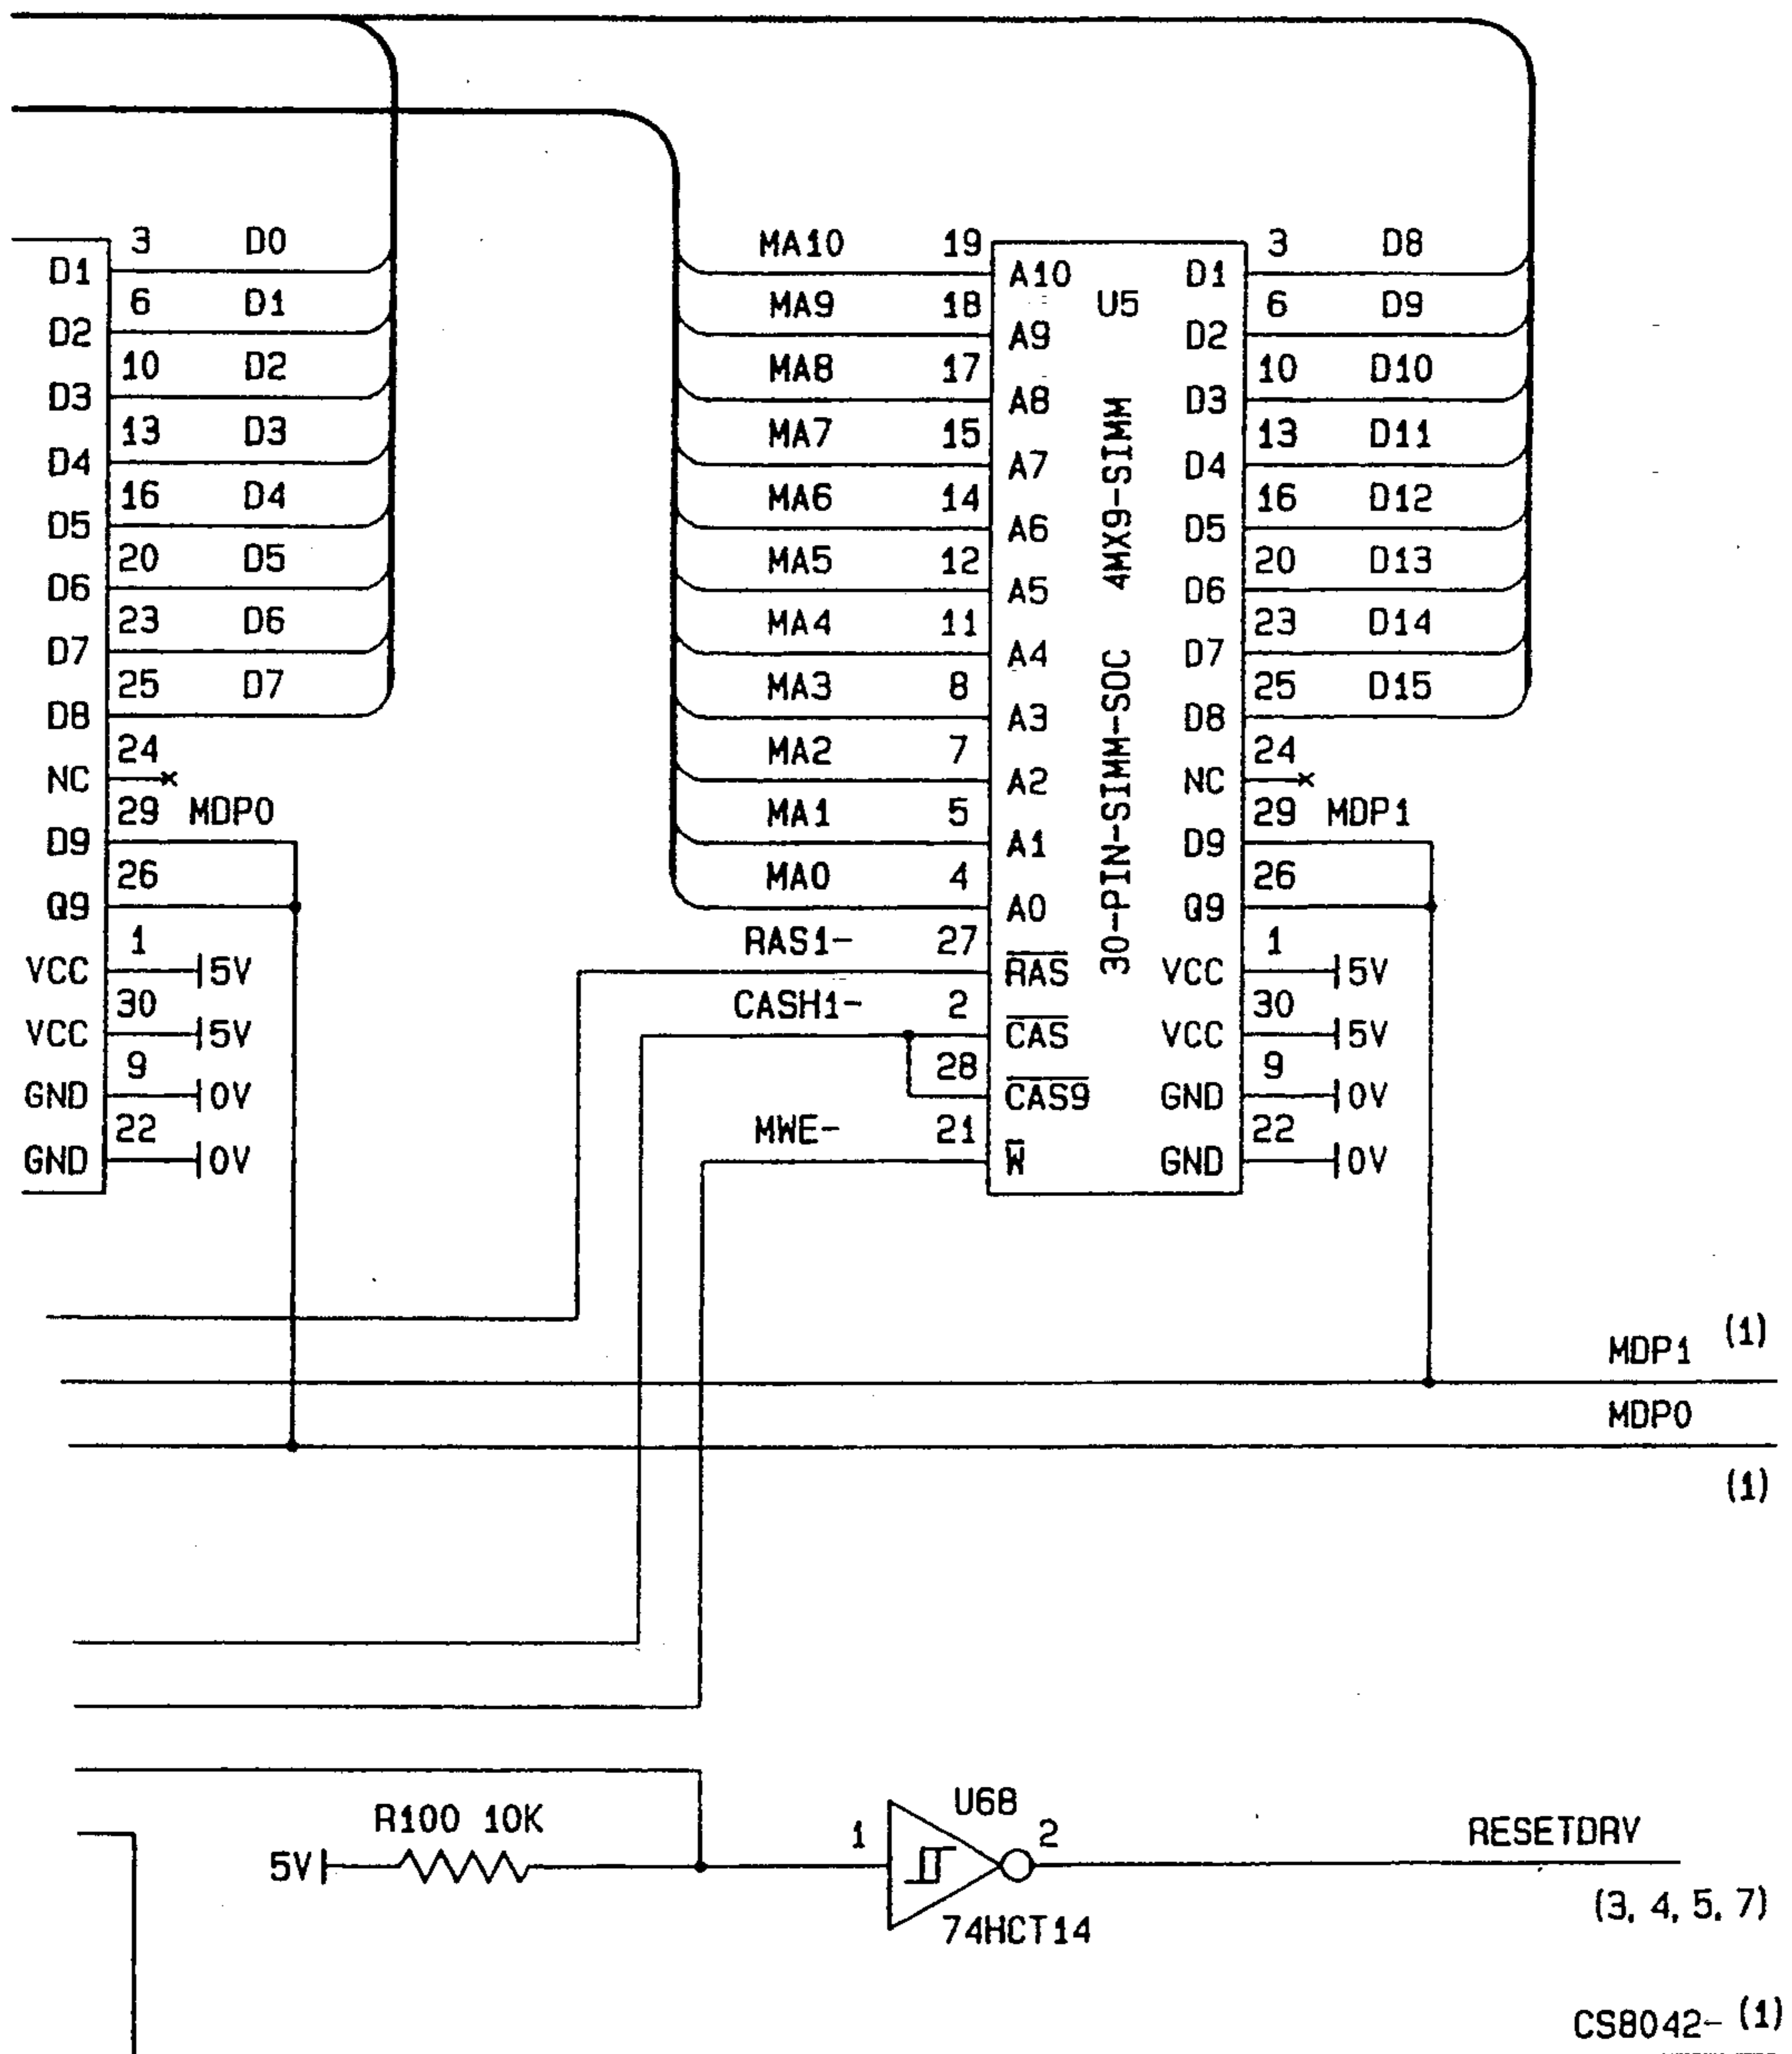 3 D0
D1
6 D1
D2
10 D2
D3
13 D3
D4
16 D4
D5
20 D5
D6
23 D6
D7
25 D7
D8
24
NC
29 MDP0
D9
26
Q9
1
VCC 5V
30
VCC 5V
9
GND 0V
22
GND 0V
MA10 19
A10
MA9 18
A9
MA8 17
A8
MA7 15
A7
MA6 14
A6
MA5 12
A5
MA4 11
A4
MA3 8
A3
MA2 7
A2
MA1 5
A1
MA0 4
A0
RAS1- 27
RAS
CASH1- 2
CAS
28
CAS9
MWE- 21
W
U5
30-PIN-SIMM-SOC 4MX9-SIMM
3 D8
D1
6 D9
D2
10 D10
D3
13 D11
D4
16 D12
D5
20 D13
D6
23 D14
D7
25 D15
D8
24
NC
29 MDP1
D9
26
Q9
1
VCC 5V
30
VCC 5V
9
GND 0V
22
GND 0V
MDP1 (1)
MDP0
(1)
R100 10K
5V
U68
1 2
74HCT14
RESETDRV
(3, 4, 5, 7)
CS8042- (1)